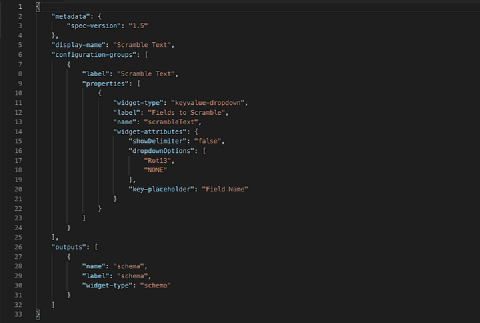 1 {
2 "metadata": {
3 "spec-version": "1.5"
4 },
5 "display-name": "Scramble Text",
6 "configuration-groups": [
7 {
8 "label": "Scramble Text",
9 "properties": [
10 {
11 "widget-type": "keyvalue-dropdown",
12 "label": "Fields to Scramble",
13 "name": "scrambleText",
14 "widget-attributes": {
15 "showDelimiter": "false",
16 "dropdownOptions": [
17 "Rot13",
18 "NONE"
19 ],
20 "key-placeholder": "Field Name"
21 }
22 }
23 ]
24 }
25 ],
26 "outputs": [
27 {
28 "name": "schema",
29 "label": "schema",
30 "widget-type": "schema"
31 }
32 ]
33 }